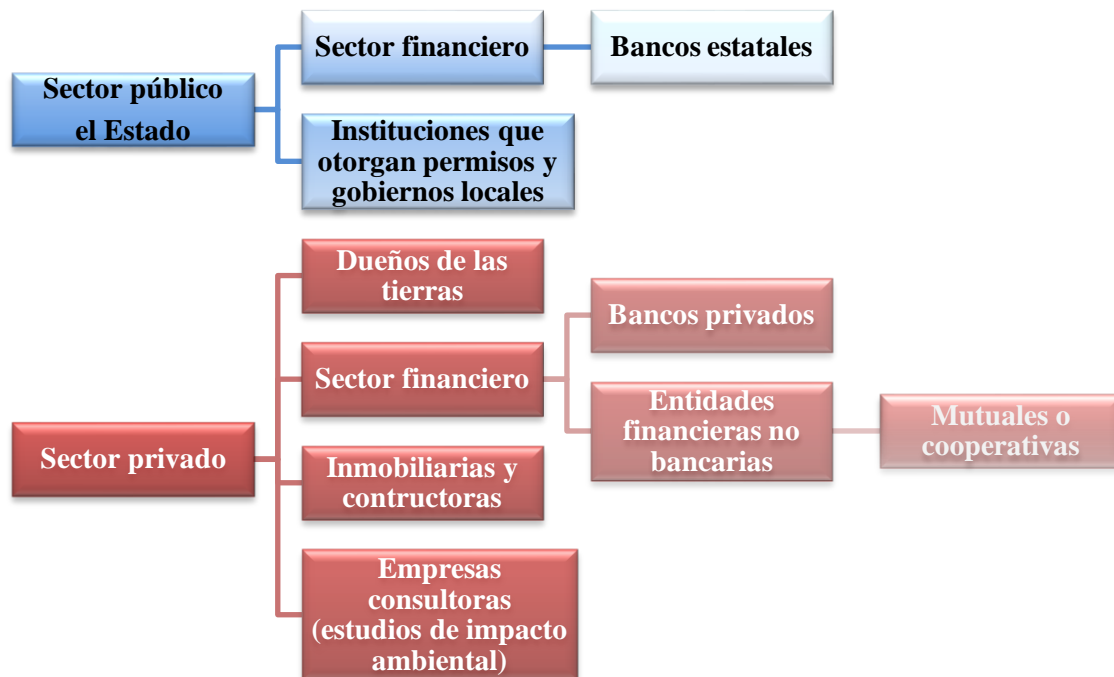 Sector público
el Estado
Sector financiero
Bancos estatales
Instituciones que
otorgan permisos y
gobiernos locales
Sector privado
Dueños de las
tierras
Sector financiero
Bancos privados
Entidades
financieras no
bancarias
Mutuales o
cooperativas
Inmobiliarias y
contructoras
Empresas
consultoras
(estudios de impacto
ambiental)